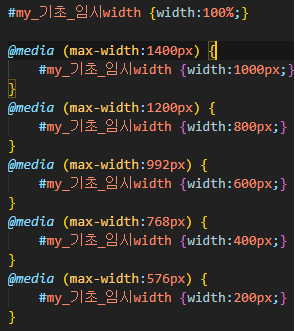 #my_기초_임시width {width:100%;}
@media (max-width:1400px) {
#my_기초_임시width {width:1000px;}
}
@media (max-width:1200px) {
#my_기초_임시width {width:800px;}
}
@media (max-width:992px) {
#my_기초_임시width {width:600px;}
}
@media (max-width:768px) {
#my_기초_임시width {width:400px;}
}
@media (max-width:576px) {
#my_기초_임시width {width:200px;}
}